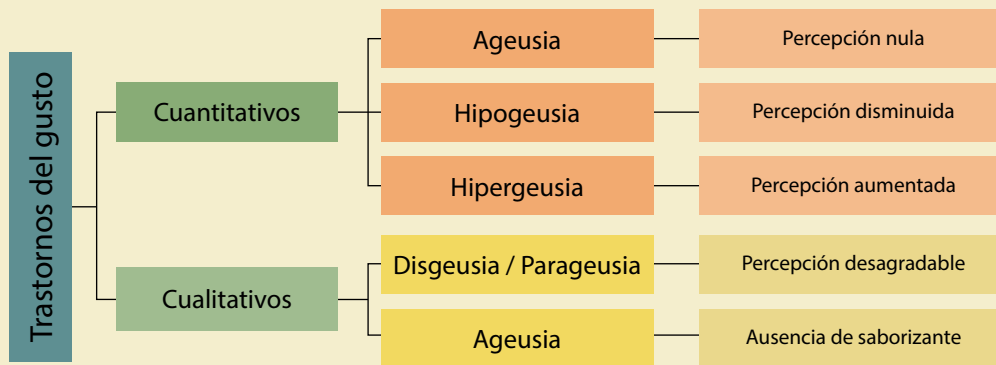 Trastornos del gusto
Cuantitativos
Ageusia
Percepción nula
Hipogeusia
Percepción disminuida
Hipergeusia
Percepción aumentada
Cualitativos
Disgeusia / Parageusia
Percepción desagradable
Ageusia
Ausencia de saborizante